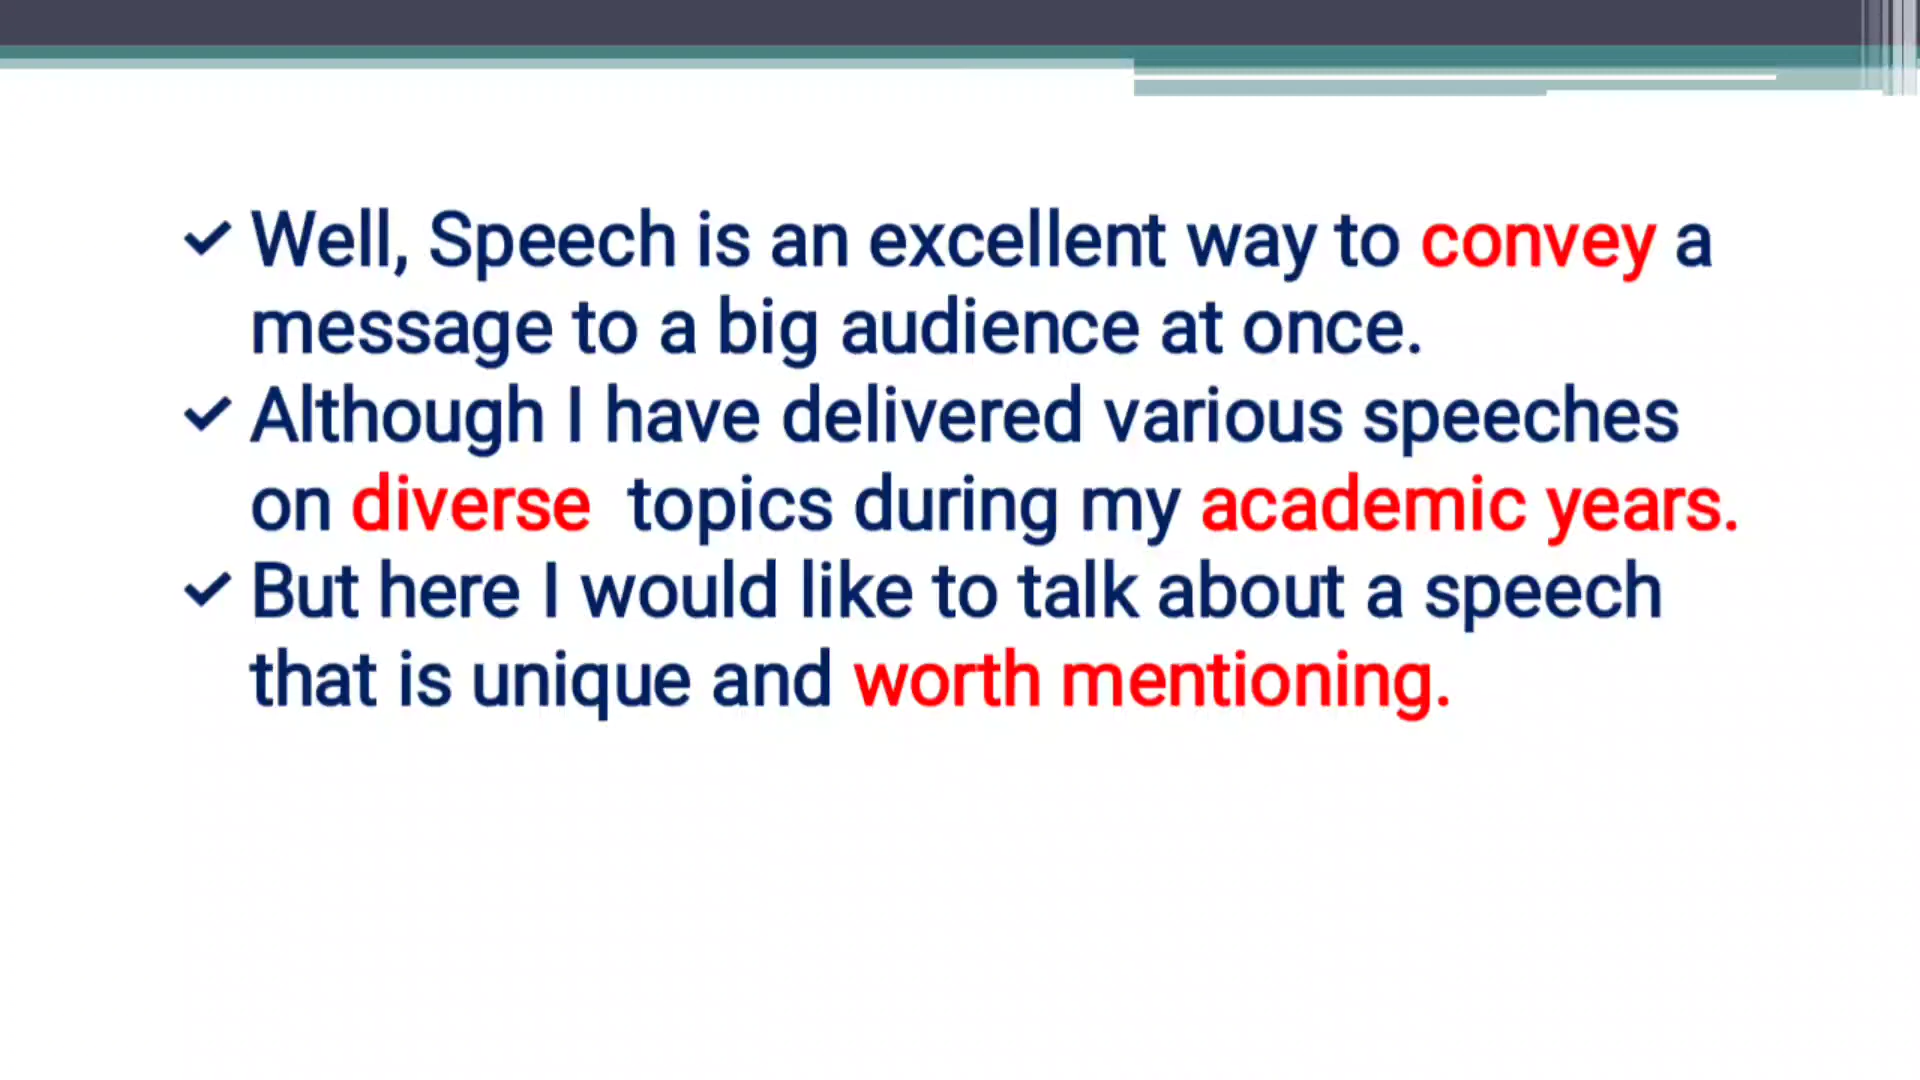 Well, Speech is an excellent way to convey a
message to a big audience at once.
Although I have delivered various speeches
on diverse  topics during my academic years.
But here I would like to talk about a speech
that is unique and worth mentioning.